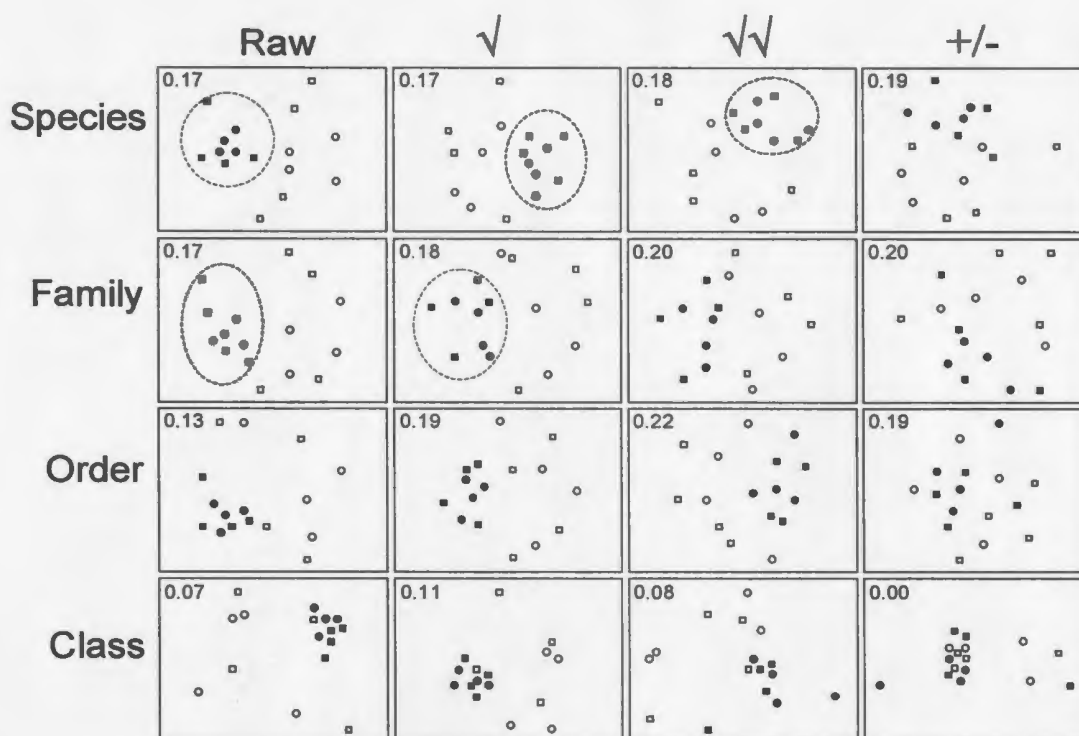 Raw √ √√ +/-
Species 0.17 0.17 0.18 0.19
Family 0.17 0.18 0.20 0.20
Order 0.13 0.19 0.22 0.19
Class 0.07 0.11 0.08 0.00